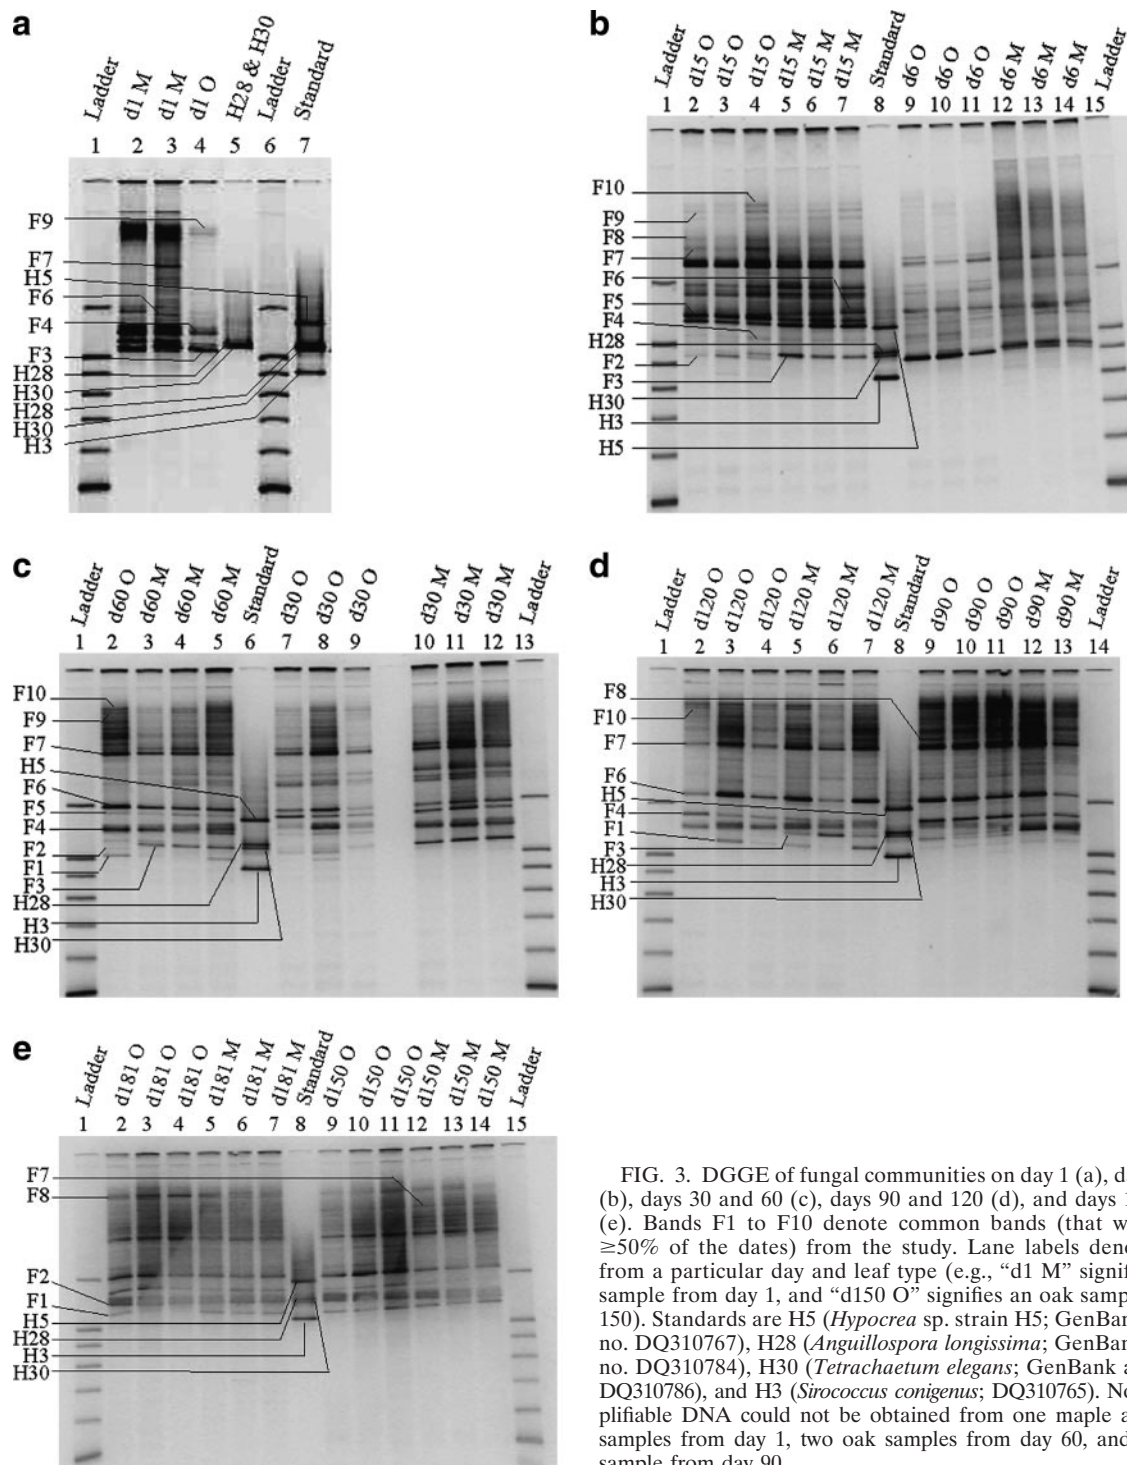 a
Ladder
d1 M
d1 M
d1 O
H28 & H30
Ladder
Standard
1 2 3 4 5 6 7
F9
F7
H5
F6
F4
F3
H28
H30
H28
H30
H3
b
Ladder
d15 O
d15 O
d15 O
d15 M
d15 M
d15 M
Standard
d6 O
d6 O
d6 O
d6 M
d6 M
d6 M
Ladder
1 2 3 4 5 6 7 8 9 10 11 12 13 14 15
F10
F9
F8
F7
F6
F5
F4
H28
F2
F3
H30
H3
H5
c
Ladder
d60 O
d60 M
d60 M
d60 M
Standard
d30 O
d30 O
d30 O
d30 M
d30 M
d30 M
Ladder
1 2 3 4 5 6 7 8 9 10 11 12 13
F10
F9
F7
H5
F6
F5
F4
F2
F1
F3
H28
H3
H30
d
Ladder
d120 O
d120 O
d120 O
d120 M
d120 M
d120 M
Standard
d90 O
d90 O
d90 O
d90 M
d90 M
Ladder
1 2 3 4 5 6 7 8 9 10 11 12 13 14
F8
F10
F7
F6
H5
F4
F1
F3
H28
H3
H30
e
Ladder
d181 O
d181 O
d181 O
d181 M
d181 M
d181 M
Standard
d150 O
d150 O
d150 O
d150 M
d150 M
d150 M
Ladder
1 2 3 4 5 6 7 8 9 10 11 12 13 14 15
F7
F8
F2
F1
H5
H28
H3
H30
FIG. 3. DGGE of fungal communities on day 1 (a), d
(b), days 30 and 60 (c), days 90 and 120 (d), and days 1
(e). Bands F1 to F10 denote common bands (that w
≥50% of the dates) from the study. Lane labels deno
from a particular day and leaf type (e.g., “d1 M” signif
sample from day 1, and “d150 O” signifies an oak samp
150). Standards are H5 (Hypocrea sp. strain H5; GenBan
no. DQ310767), H28 (Anguillospora longissima; GenBan
no. DQ310784), H30 (Tetrachaetum elegans; GenBank a
DQ310786), and H3 (Sirococcus conigenus; DQ310765). No
plifiable DNA could not be obtained from one maple a
samples from day 1, two oak samples from day 60, and
sample from day 90.